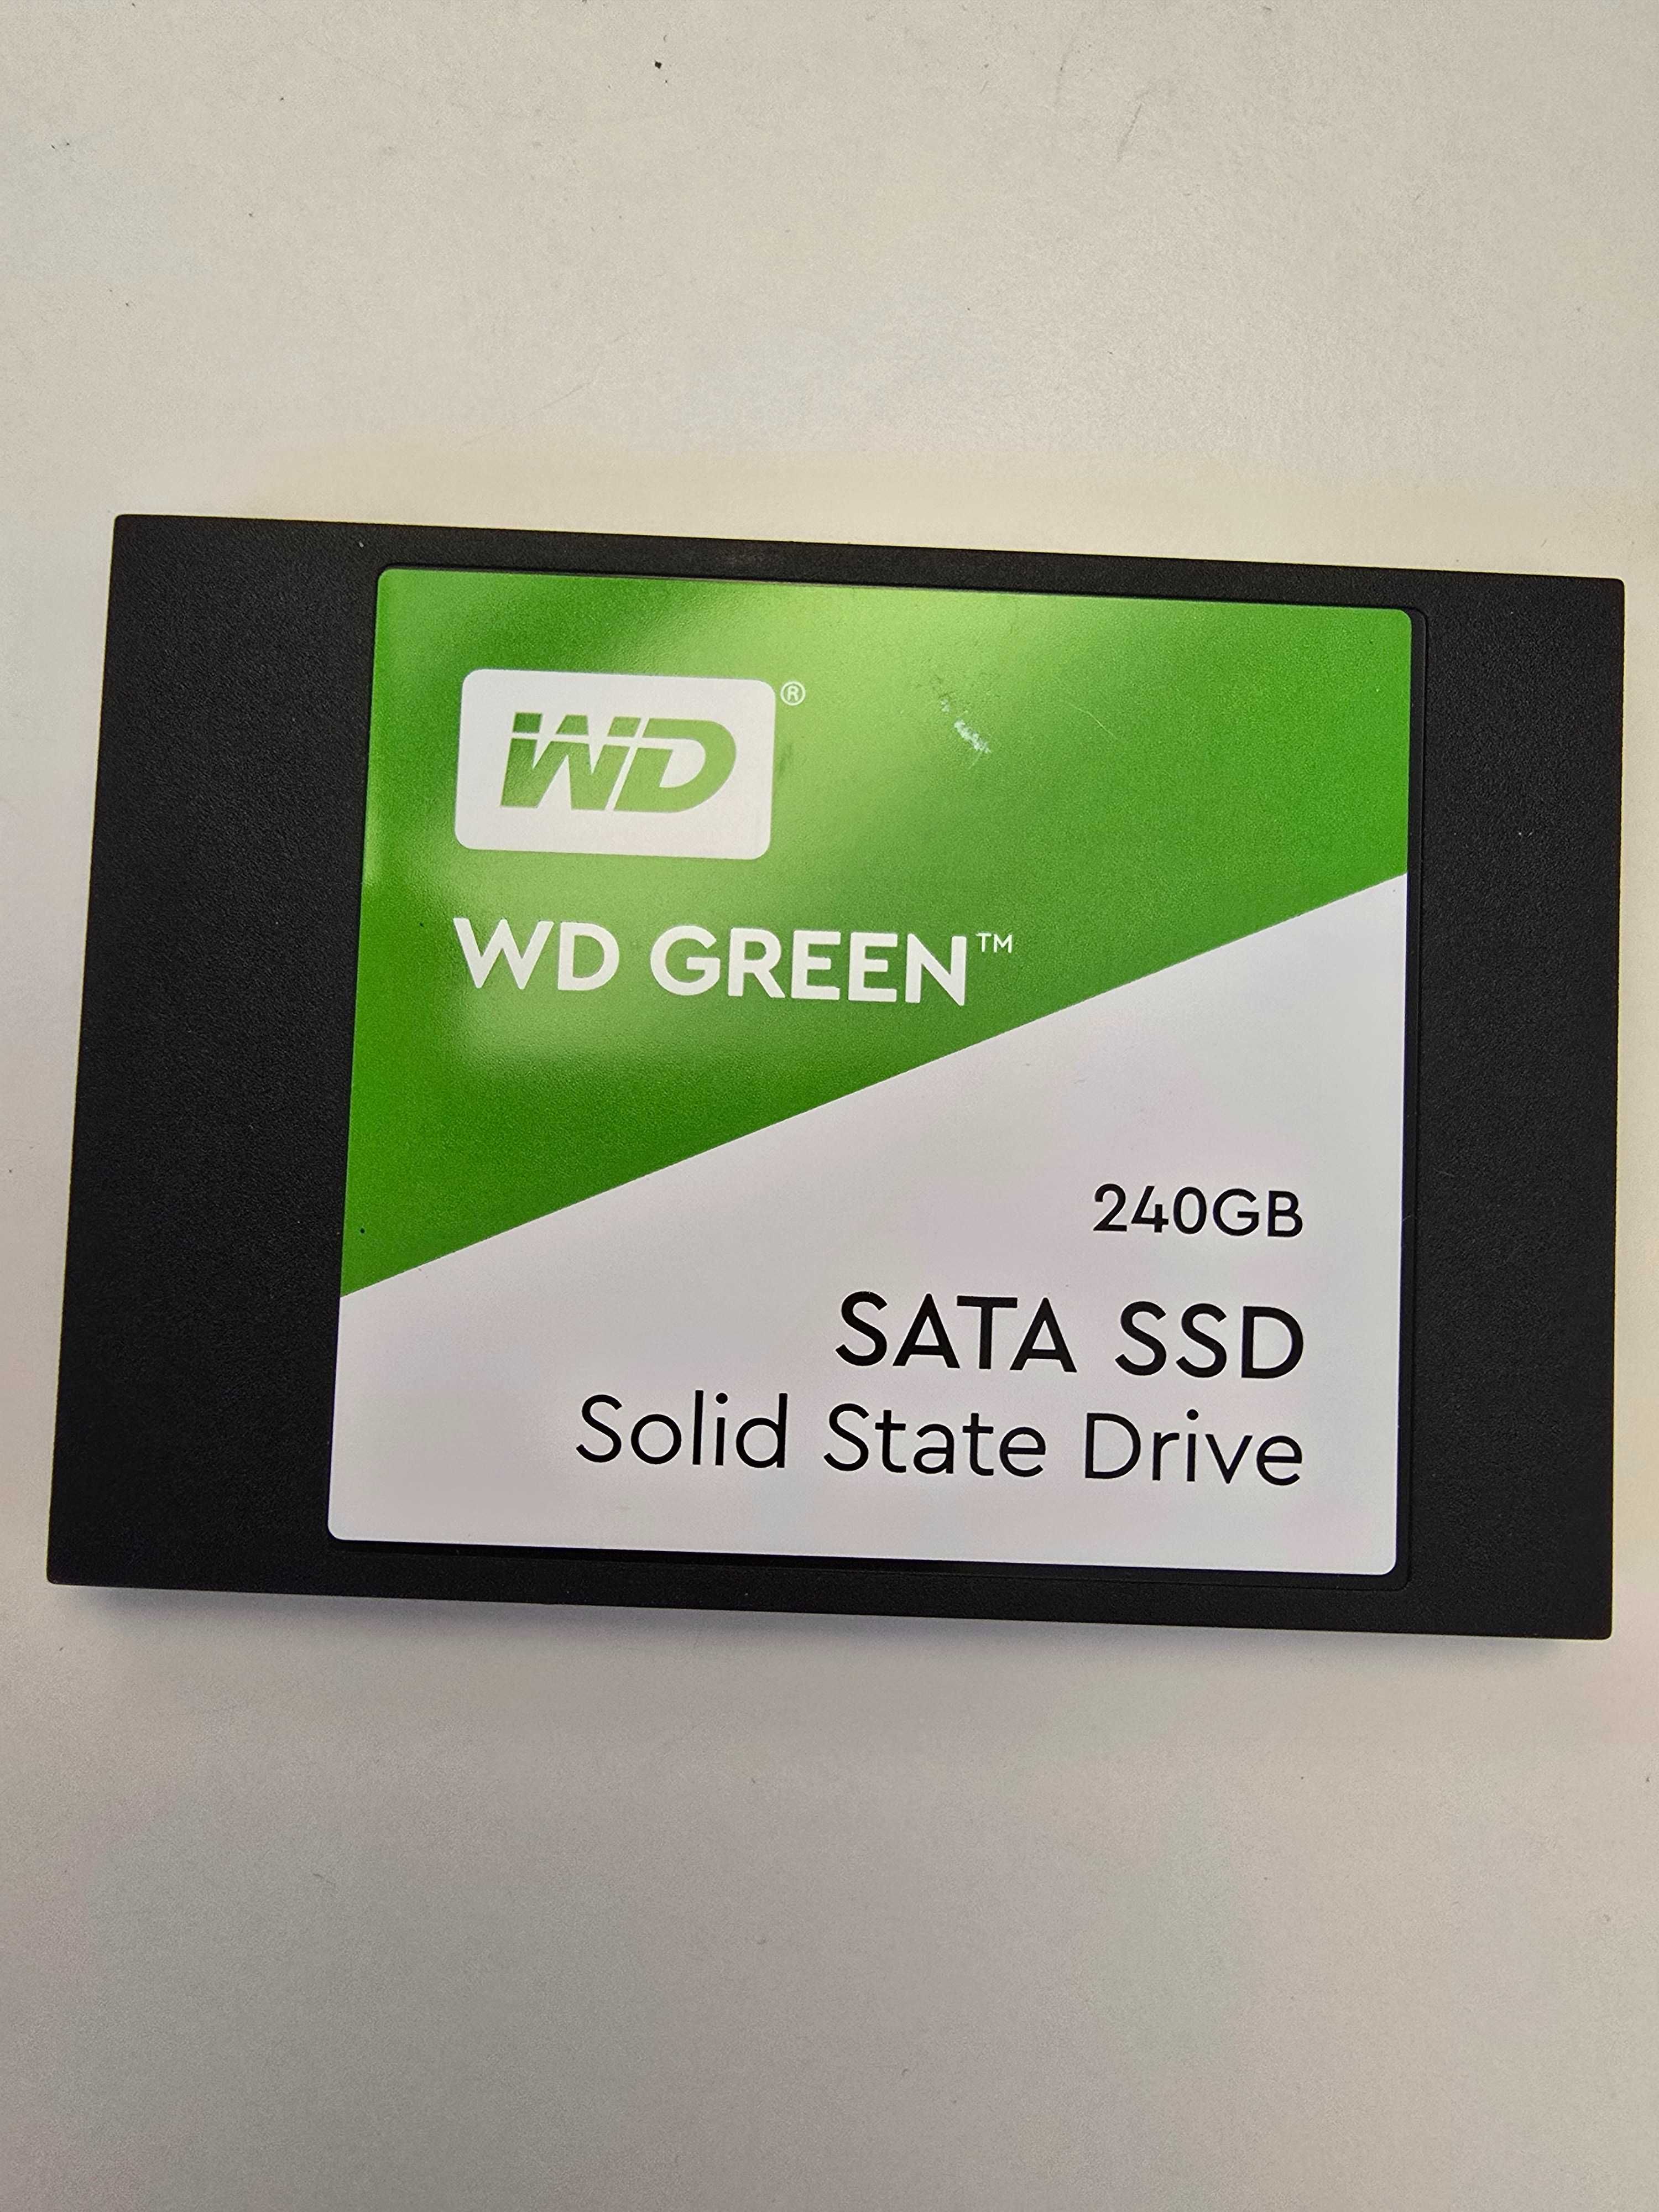 WD®
WD GREEN™
240GB
SATA SSD
Solid State Drive